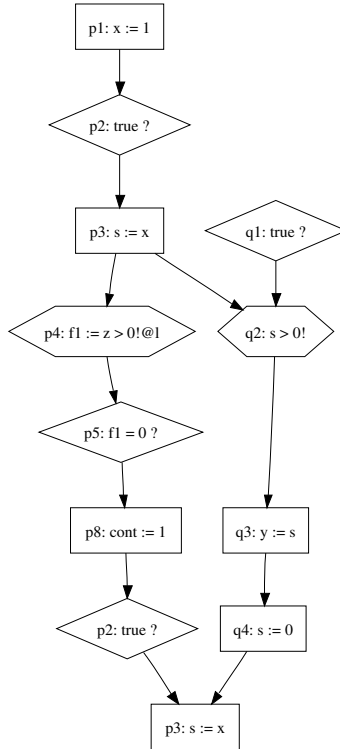 p1: x := 1
p2: true ?
p3: s := x
q1: true ?
p4: f1 := z > 0!@l
q2: s > 0!
p5: f1 = 0 ?
p8: cont := 1
q3: y := s
p2: true ?
q4: s := 0
p3: s := x